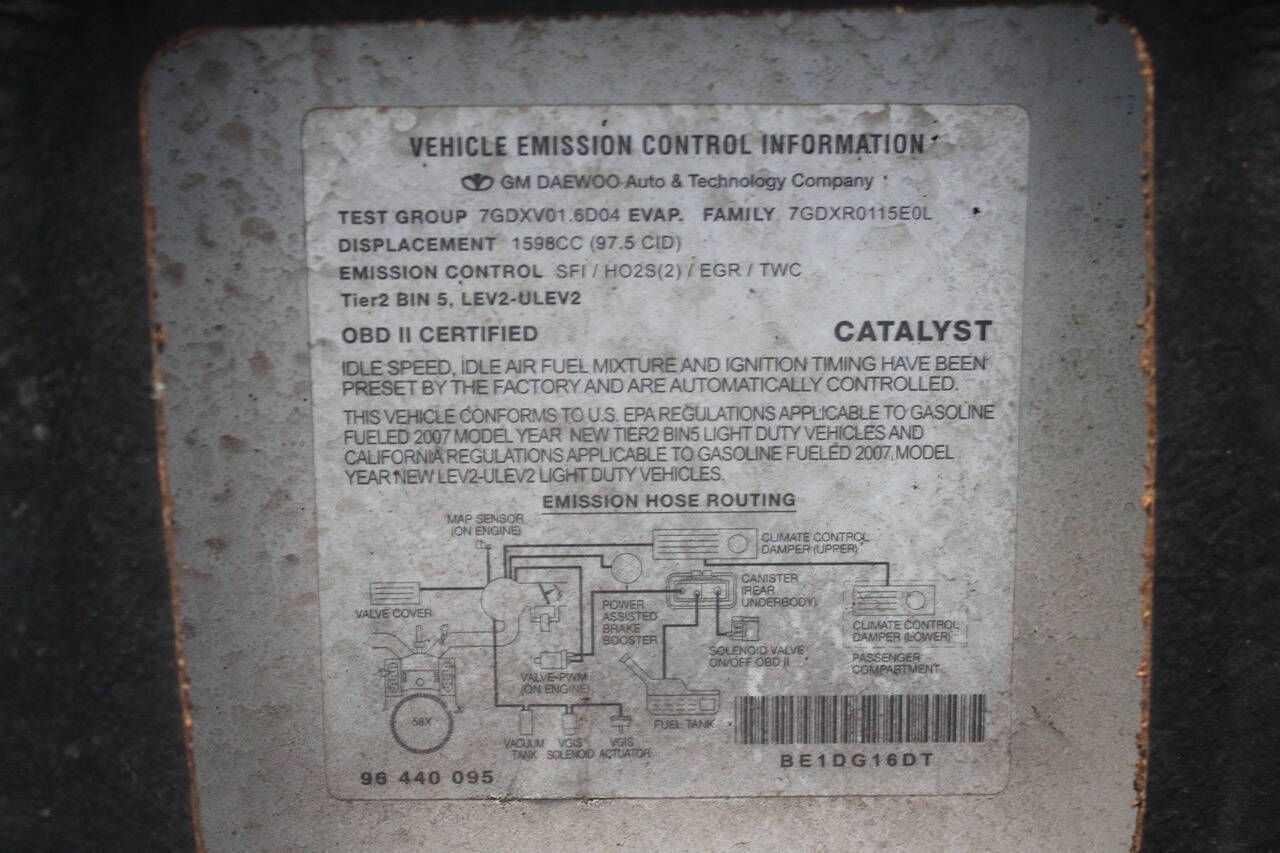 VEHICLE EMISSION CONTROL INFORMATION
GM DAEWOO Auto & Technology Company
TEST GROUP 7GDXV01.6D04 EVAP. FAMILY 7GDXR0115E0L
DISPLACEMENT 1598CC (97.5 CID)
EMISSION CONTROL SFI / HO2S(2) / EGR / TWC
Tier2 BIN 5, LEV2-ULEV2
OBD II CERTIFIED CATALYST
IDLE SPEED, IDLE AIR FUEL MIXTURE AND IGNITION TIMING HAVE BEEN
PRESET BY THE FACTORY AND ARE AUTOMATICALLY CONTROLLED.
THIS VEHICLE CONFORMS TO U.S. EPA REGULATIONS APPLICABLE TO GASOLINE
FUELED 2007 MODEL YEAR NEW TIER2 BIN5 LIGHT DUTY VEHICLES AND
CALIFORNIA REGULATIONS APPLICABLE TO GASOLINE FUELED 2007 MODEL
YEAR NEW LEV2-ULEV2 LIGHT DUTY VEHICLES.
EMISSION HOSE ROUTING
MAP SENSOR
(ON ENGINE)
CLIMATE CONTROL
DAMPER (UPPER)
VALVE COVER
POWER
ASSISTED
BRAKE
BOOSTER
CANISTER
(REAR
UNDERBODY)
CLIMATE CONTROL
DAMPER (LOWER)
SOLENOID VALVE
ON/OFF OBD II
PASSENGER
COMPARTMENT
VALVE-PWM
(ON ENGINE)
58X
FUEL TANK
VACUUM
TANK
VGIS
SOLENOID
VGIS
ACTUATOR
BE1DG16DT
96 440 095